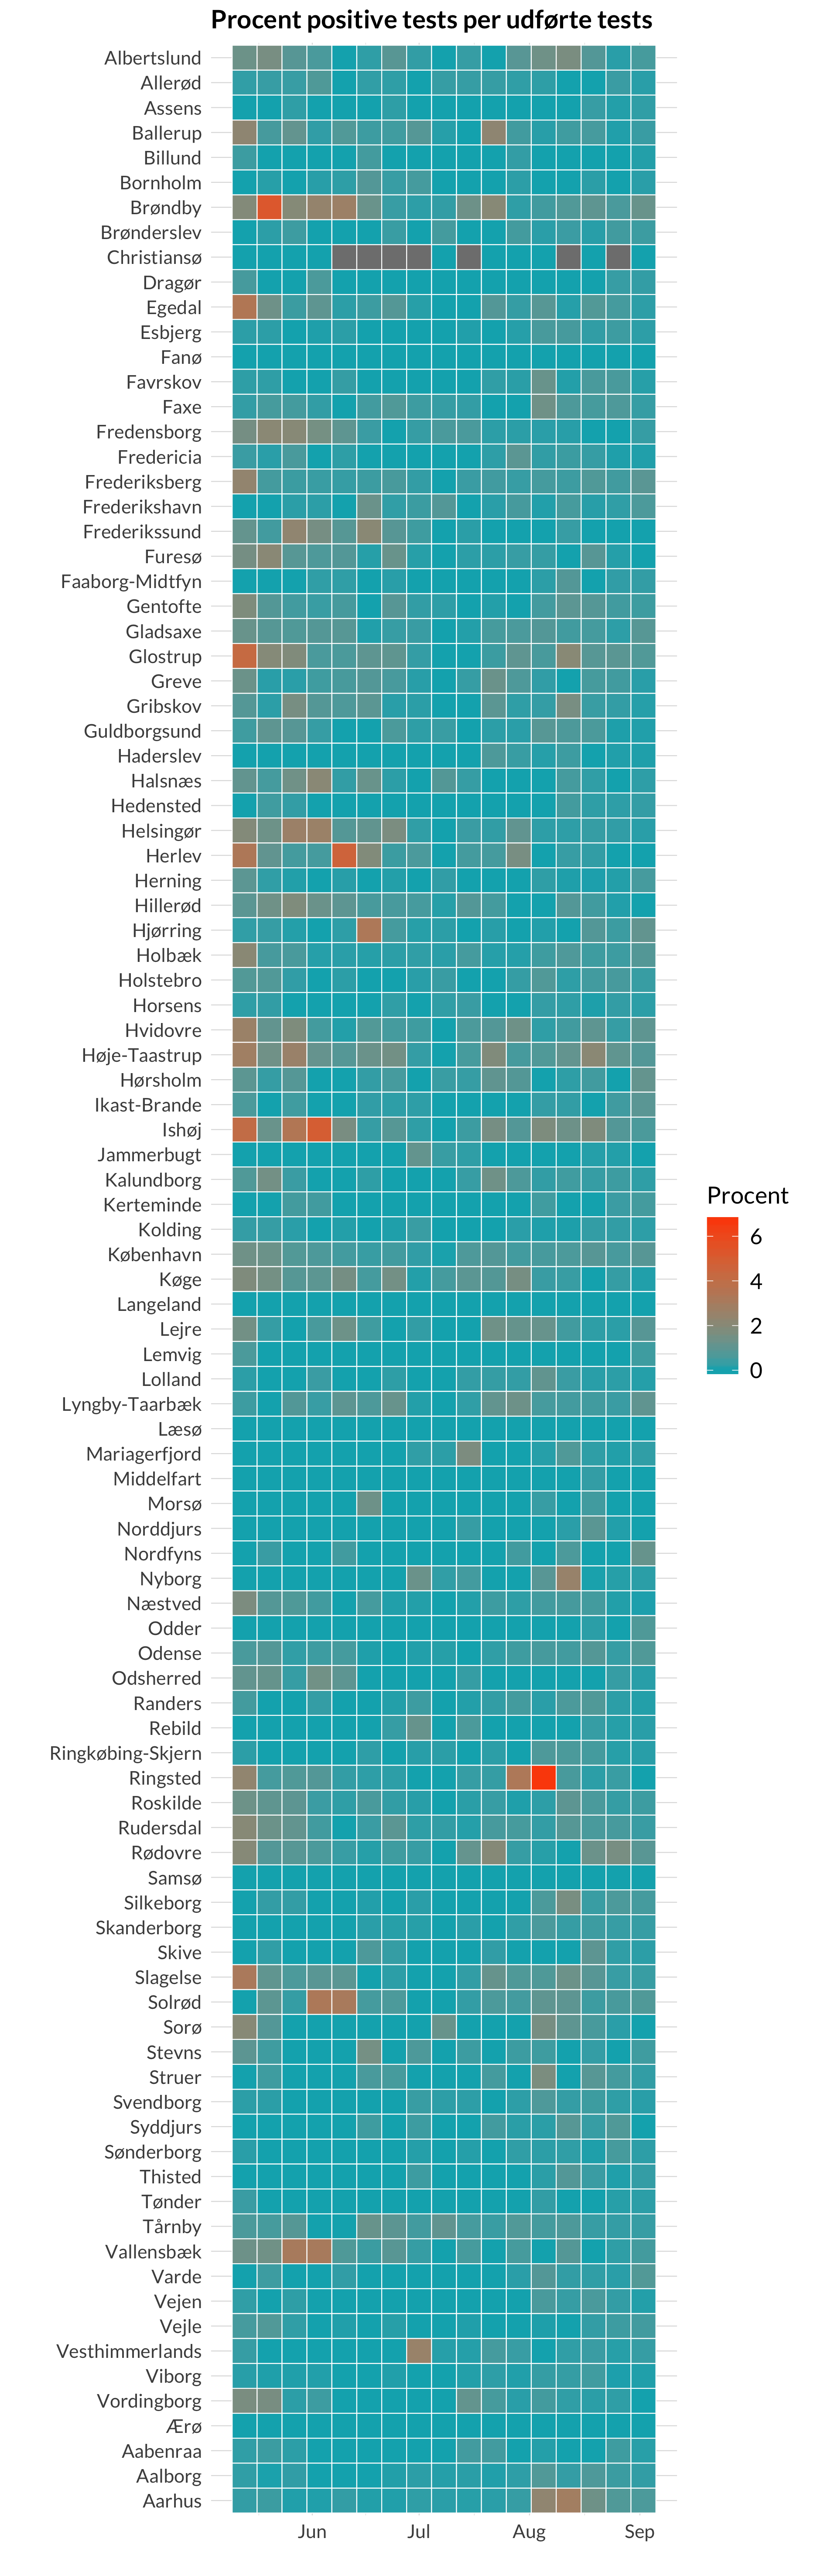 Procent positive tests per udførte tests
Albertslund
Allerød
Assens
Ballerup
Billund
Bornholm
Brøndby
Brønderslev
Christiansø
Dragør
Egedal
Esbjerg
Fanø
Favrskov
Faxe
Fredensborg
Fredericia
Frederiksberg
Frederikshavn
Frederikssund
Furesø
Faaborg-Midtfyn
Gentofte
Gladsaxe
Glostrup
Greve
Gribskov
Guldborgsund
Haderslev
Halsnæs
Hedensted
Helsingør
Herlev
Herning
Hillerød
Hjørring
Holbæk
Holstebro
Horsens
Hvidovre
Høje-Taastrup
Hørsholm
Ikast-Brande
Ishøj
Jammerbugt
Kalundborg
Kerteminde
Kolding
København
Køge
Langeland
Lejre
Lemvig
Lolland
Lyngby-Taarbæk
Læsø
Mariagerfjord
Middelfart
Morsø
Norddjurs
Nordfyns
Nyborg
Næstved
Odder
Odense
Odsherred
Randers
Rebild
Ringkøbing-Skjern
Ringsted
Roskilde
Rudersdal
Rødovre
Samsø
Silkeborg
Skanderborg
Skive
Slagelse
Solrød
Sorø
Stevns
Struer
Svendborg
Syddjurs
Sønderborg
Thisted
Tønder
Tårnby
Vallensbæk
Varde
Vejen
Vejle
Vesthimmerlands
Viborg
Vordingborg
Ærø
Aabenraa
Aalborg
Aarhus
Jun Jul Aug Sep
Procent
6
4
2
0